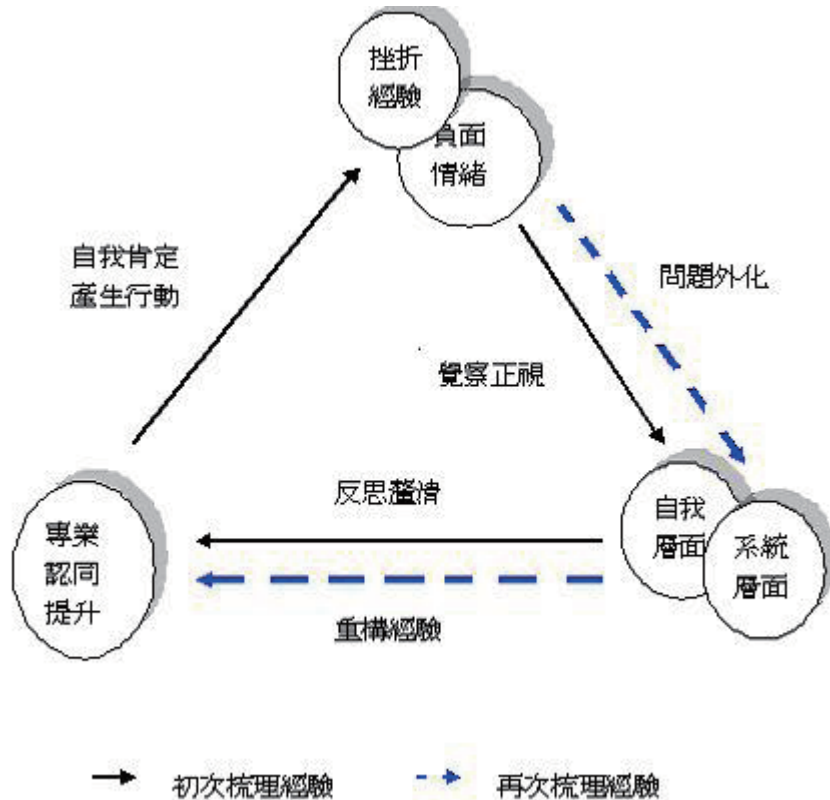 挫折
經驗
負面
情緒
自我肯定
產生行動
問題外化
覺察正視
反思釐清
自我
層面
系統
層面
專業
認同
提升
重構經驗
初次梳理經驗
再次梳理經驗